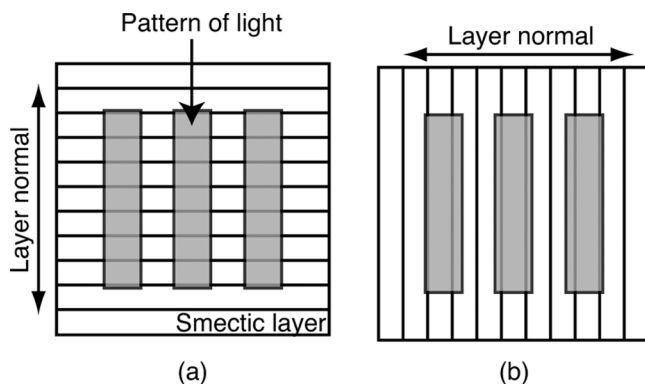 Pattern of light
Layer normal
Smectic layer
(a)
Layer normal
(b)